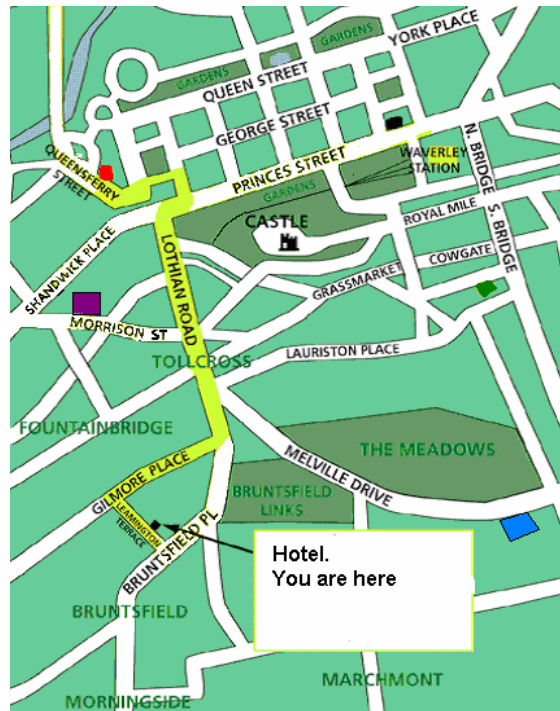 YORK PLACE
GARDENS
GARDENS
QUEEN STREET
GEORGE STREET
PRINCES STREET
N. BRIDGE
S. BRIDGE
WAVERLEY
STATION
QUEENSFERRY
STREET
GARDENS
CASTLE
ROYAL MILE
SHANDWICK PLACE
LOTHIAN ROAD
COWGATE
GRASSMARKET
MORRISON ST
LAURISTON PLACE
TOLLCROSS
FOUNTAINBRIDGE
THE MEADOWS
MELVILLE DRIVE
GILMORE PLACE
LEAMINGTON
TERRACE
BRUNTSFIELD
LINKS
BRUNTSFIELD PL
Hotel.
You are here
BRUNTSFIELD
MARCHMONT
MORNINGSIDE